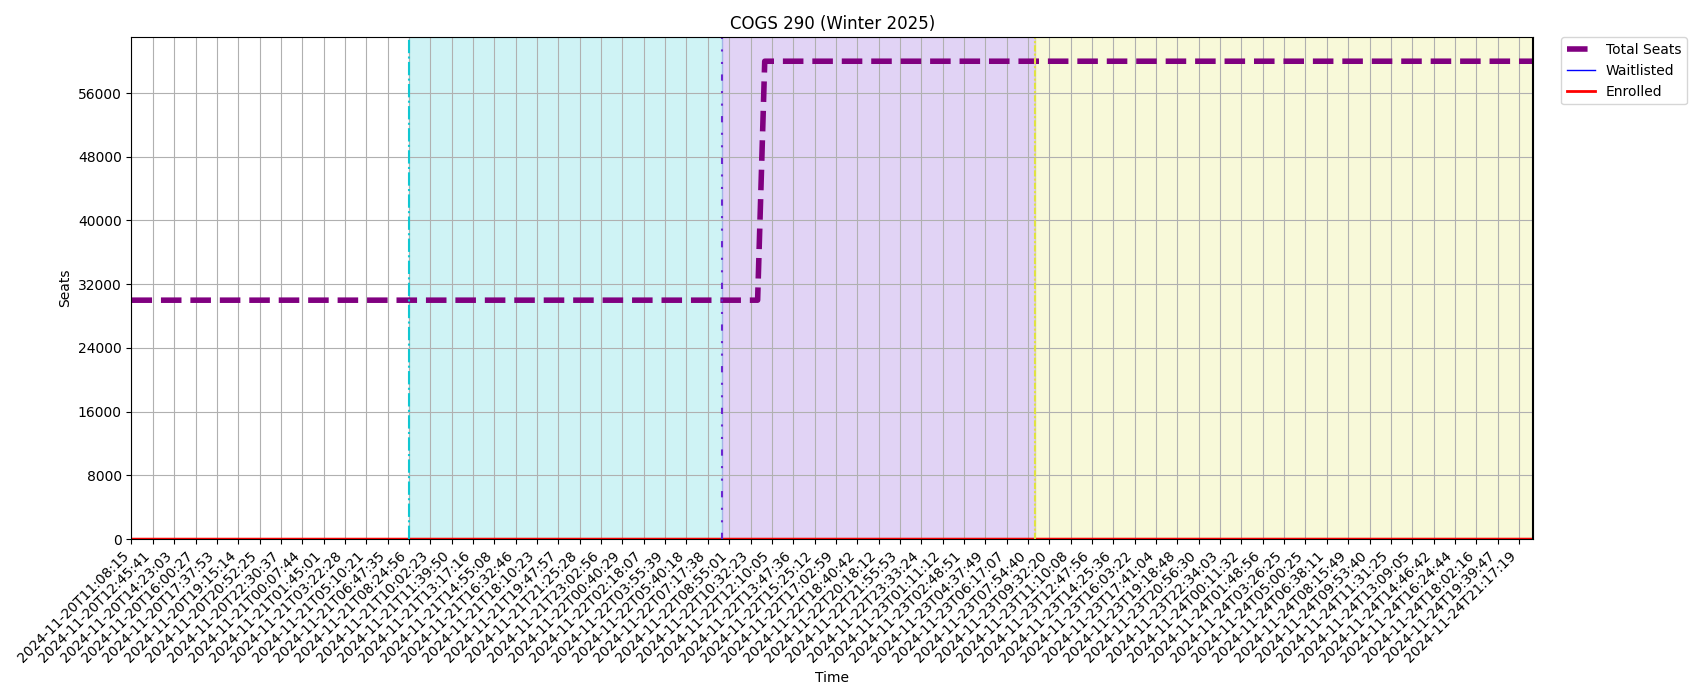 COGS 290 (Winter 2025)
Total Seats
Waitlisted
Enrolled
Seats
56000
48000
40000
32000
24000
16000
8000
0
2024-11-20T11:08:15
2024-11-20T12:45:41
2024-11-20T14:23:03
2024-11-20T16:00:27
2024-11-20T17:37:53
2024-11-20T19:15:14
2024-11-20T20:52:25
2024-11-20T22:30:37
2024-11-21T00:07:44
2024-11-21T01:45:01
2024-11-21T03:22:28
2024-11-21T05:10:21
2024-11-21T06:47:35
2024-11-21T08:24:56
2024-11-21T10:02:23
2024-11-21T11:39:50
2024-11-21T13:17:16
2024-11-21T14:55:08
2024-11-21T16:32:46
2024-11-21T18:10:23
2024-11-21T19:47:57
2024-11-21T21:25:28
2024-11-21T23:02:56
2024-11-22T00:40:29
2024-11-22T02:18:07
2024-11-22T03:55:39
2024-11-22T05:40:18
2024-11-22T07:17:38
2024-11-22T08:55:01
2024-11-22T10:32:23
2024-11-22T12:10:05
2024-11-22T13:47:36
2024-11-22T15:25:12
2024-11-22T17:02:59
2024-11-22T18:40:42
2024-11-22T20:18:12
2024-11-22T21:55:53
2024-11-22T23:33:24
2024-11-23T01:11:12
2024-11-23T02:48:51
2024-11-23T04:37:49
2024-11-23T06:17:07
2024-11-23T07:54:40
2024-11-23T09:32:20
2024-11-23T11:10:08
2024-11-23T12:47:56
2024-11-23T14:25:36
2024-11-23T16:03:22
2024-11-23T17:41:04
2024-11-23T19:18:48
2024-11-23T20:56:30
2024-11-23T22:34:03
2024-11-24T00:11:32
2024-11-24T01:48:56
2024-11-24T03:26:25
2024-11-24T05:00:25
2024-11-24T06:38:11
2024-11-24T08:15:49
2024-11-24T09:53:40
2024-11-24T11:31:25
2024-11-24T13:09:05
2024-11-24T14:46:42
2024-11-24T16:24:44
2024-11-24T18:02:16
2024-11-24T19:39:47
2024-11-24T21:17:19
Time